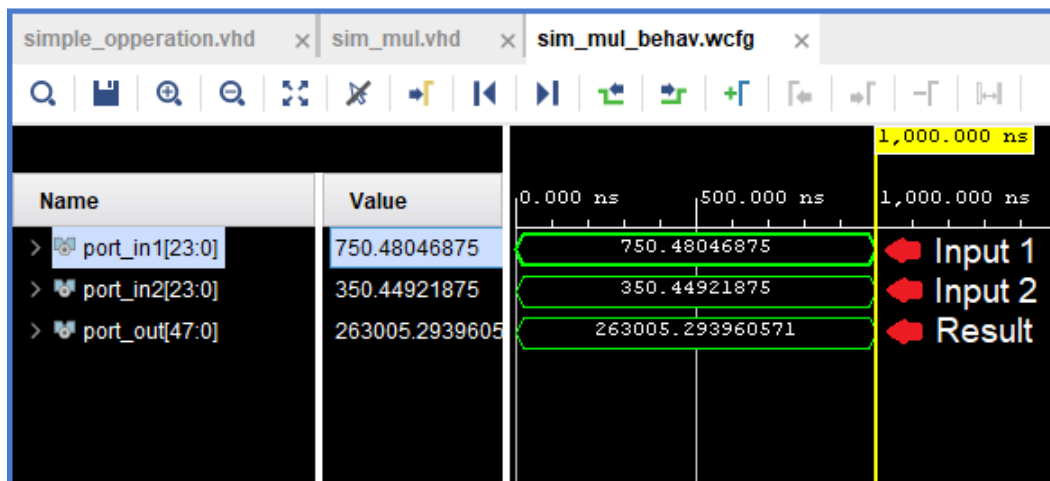 simple_opperation.vhd × sim_mul.vhd × sim_mul_behav.wcfg ×
1,000.000 ns
Name Value 0.000 ns 500.000 ns 1,000.000 ns
port_in1[23:0] 750.48046875 750.48046875 Input 1
port_in2[23:0] 350.44921875 350.44921875 Input 2
port_out[47:0] 263005.2939605 263005.293960571 Result